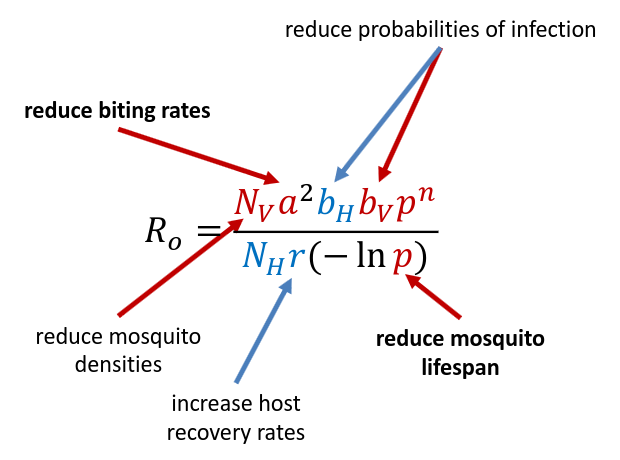 reduce probabilities of infection
reduce biting rates
R_o = \frac{N_V a^2 b_H b_V p^n}{N_H r(-\ln p)}
reduce mosquito
densities
reduce mosquito
lifespan
increase host
recovery rates